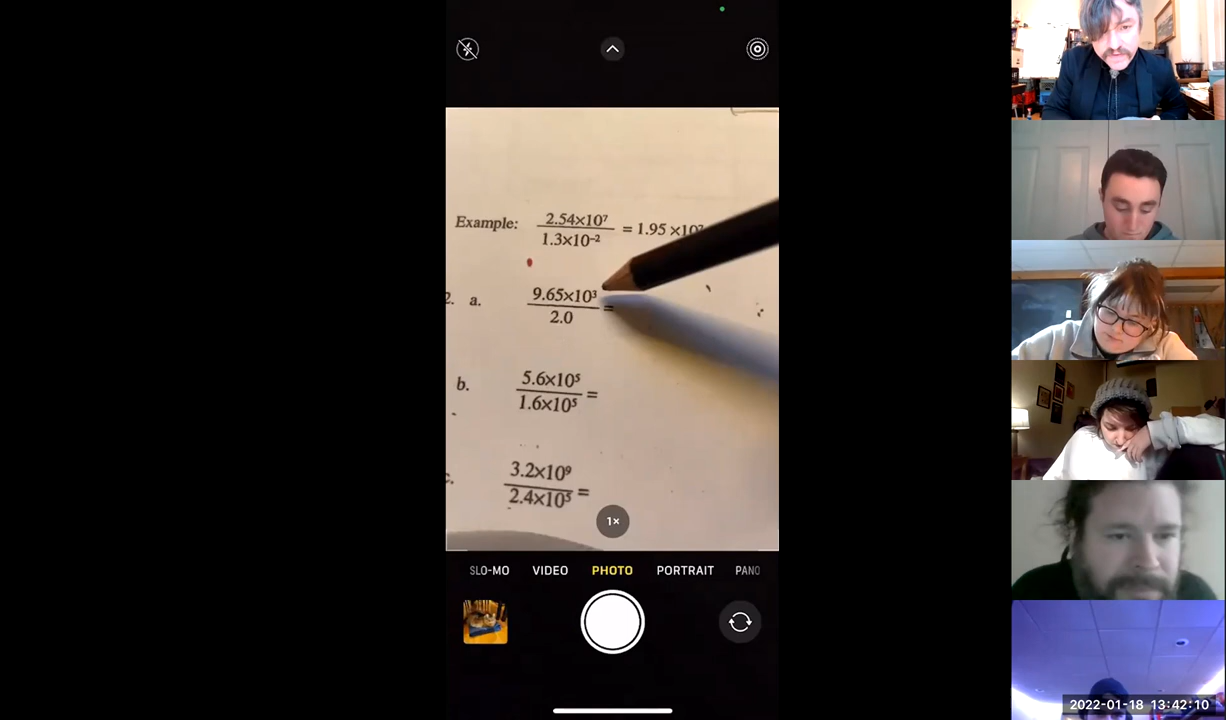 Example: 2.54×10⁷ / 1.3×10⁻² = 1.95 ×10
2. a. 9.65×10³ / 2.0 =
b. 5.6×10⁵ / 1.6×10⁵ =
c. 3.2×10⁹ / 2.4×10⁵ =
1×
SLO-MO VIDEO PHOTO PORTRAIT PANO
2022-01-18 13:42:10